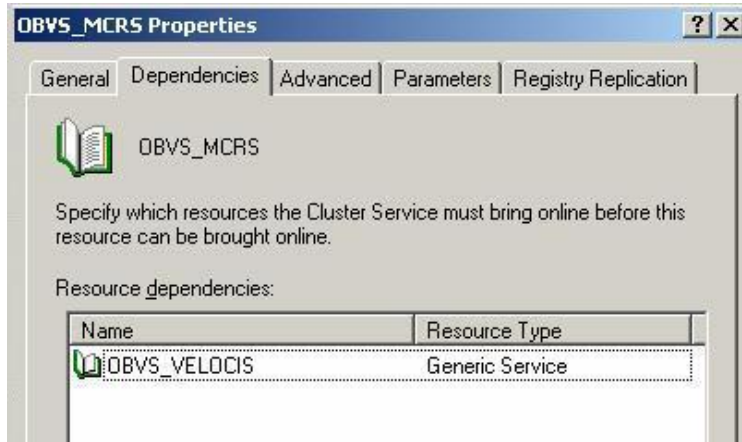 OBVS_MCRS Properties
General Dependencies Advanced Parameters Registry Replication
OBVS_MCRS
Specify which resources the Cluster Service must bring online before this
resource can be brought online.
Resource dependencies:
Name Resource Type
OBVS_VELOCIS Generic Service